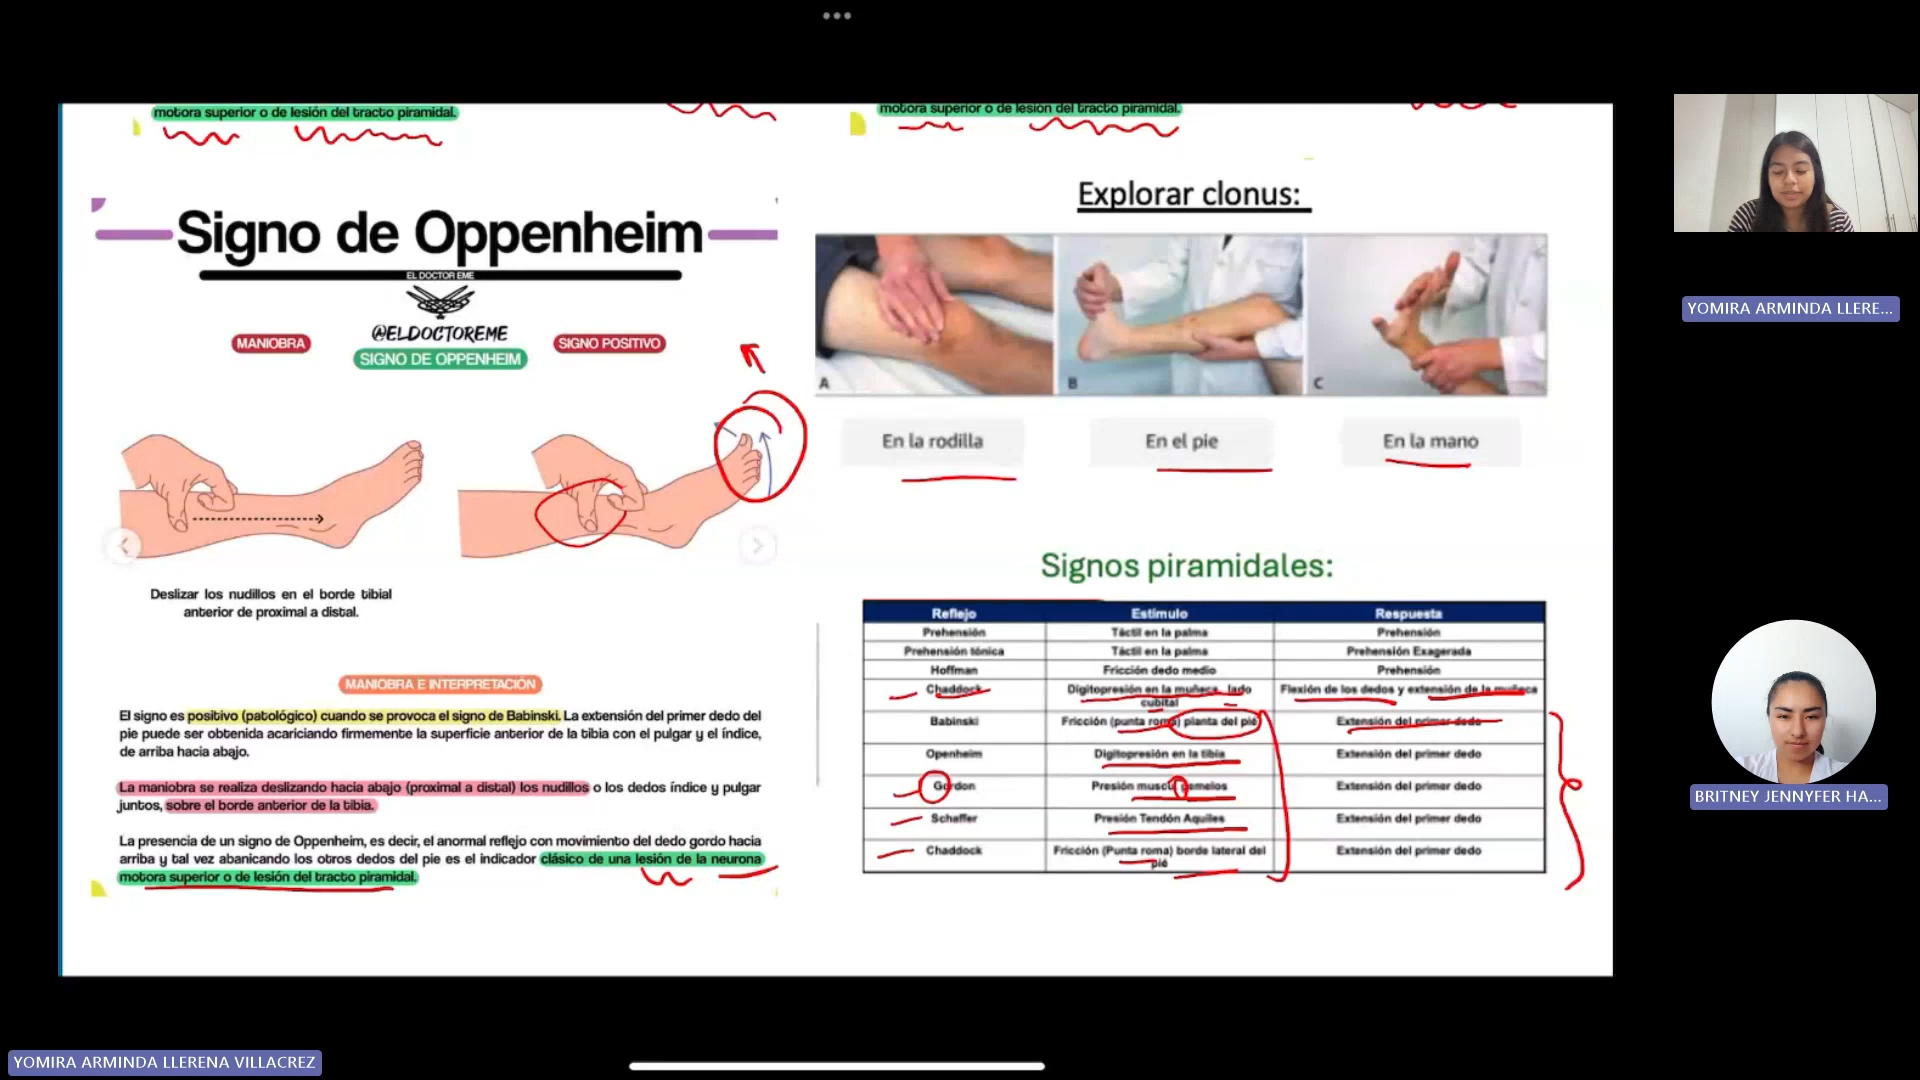 motora superior o de lesión del tracto piramidal.
Signo de Oppenheim
EL DOCTOR EME
@ELDOCTOREME
MANIOBRA
SIGNO DE OPPENHEIM
SIGNO POSITIVO
Deslizar los nudillos en el borde tibial
anterior de proximal a distal.
MANIOBRA E INTERPRETACIÓN
El signo es positivo (patológico) cuando se provoca el signo de Babinski. La extensión del primer dedo del
pie puede ser obtenida acariciando firmemente la superficie anterior de la tibia con el pulgar y el índice,
de arriba hacia abajo.
La maniobra se realiza deslizando hacia abajo (proximal a distal) los nudillos o los dedos índice y pulgar
juntos, sobre el borde anterior de la tibia.
La presencia de un signo de Oppenheim, es decir, el anormal reflejo con movimiento del dedo gordo hacia
arriba y tal vez abanicando los otros dedos del pie es el indicador clásico de una lesión de la neurona
motora superior o de lesión del tracto piramidal.
motora superior o de lesión del tracto piramidal.
Explorar clonus:
A B C
En la rodilla En el pie En la mano
Signos piramidales:
Reflejo Estímulo Respuesta
Prehensión Táctil en la palma Prehensión
Prehensión tónica Táctil en la palma Prehensión Exagerada
Hoffman Fricción dedo medio Prehensión
Chaddock Digitopresión en la muñeca, lado Flexión de los dedos y extensión de la muñeca
cubital
Babinski Fricción (punta roma) planta del pié Extensión del primer dedo
Openheim Digitopresión en la tibia Extensión del primer dedo
Gordon Presión muscu gemelos Extensión del primer dedo
Schaffer Presión Tendón Aquiles Extensión del primer dedo
Chaddock Fricción (Punta roma) borde lateral del Extensión del primer dedo
pié
YOMIRA ARMINDA LLERE...
BRITNEY JENNYFER HA...
YOMIRA ARMINDA LLERENA VILLACREZ